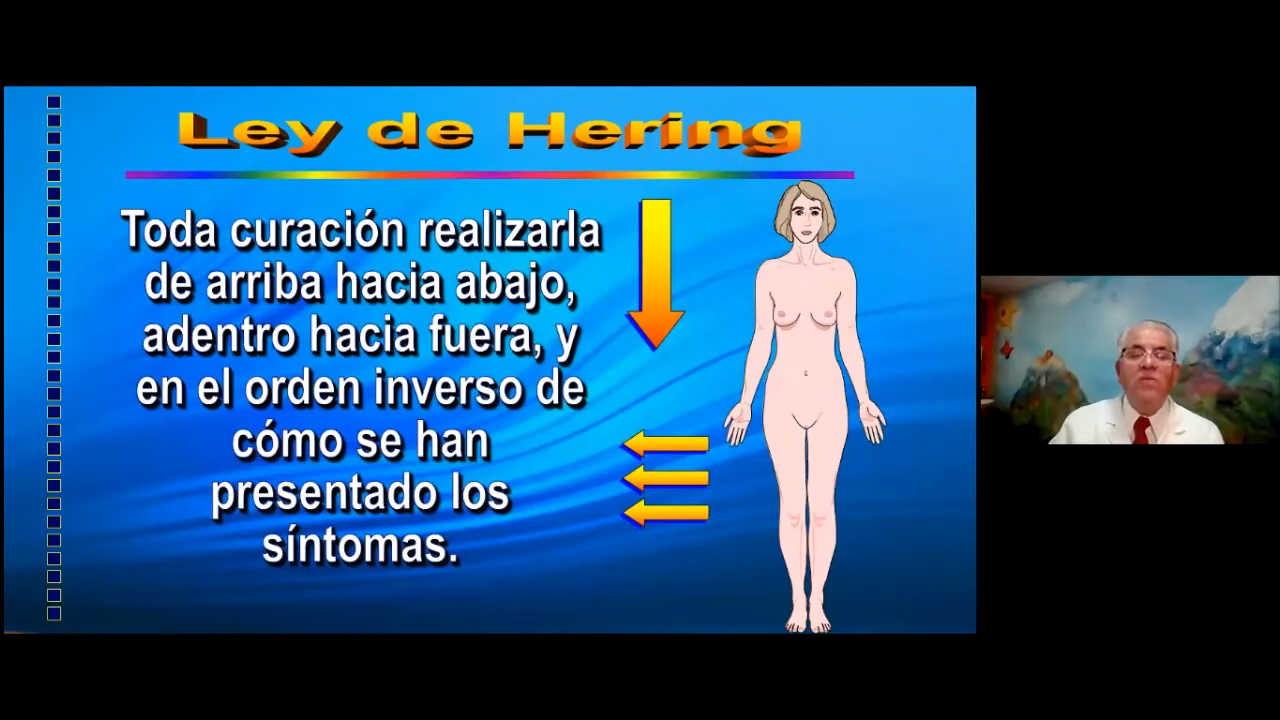 Ley de Hering
Toda curación realizarla
de arriba hacia abajo,
adentro hacia fuera, y
en el orden inverso de
cómo se han
presentado los
síntomas.